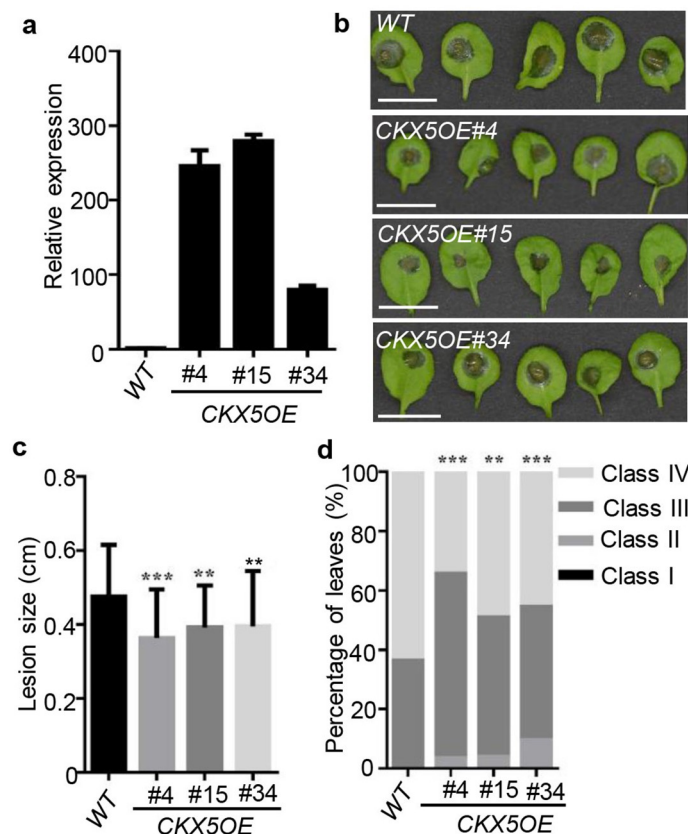 a
400
300
200
100
0
Relative expression
WT
#4 #15 #34
CKX5OE
b
WT
CKX5OE#4
CKX5OE#15
CKX5OE#34
c
0.8
0.6
0.4
0.2
0
Lesion size (cm)
*** ** **
WT
#4 #15 #34
CKX5OE
d
100
80
60
40
20
0
Percentage of leaves (%)
*** ** ***
WT
#4 #15 #34
CKX5OE
Class IV
Class III
Class II
Class I